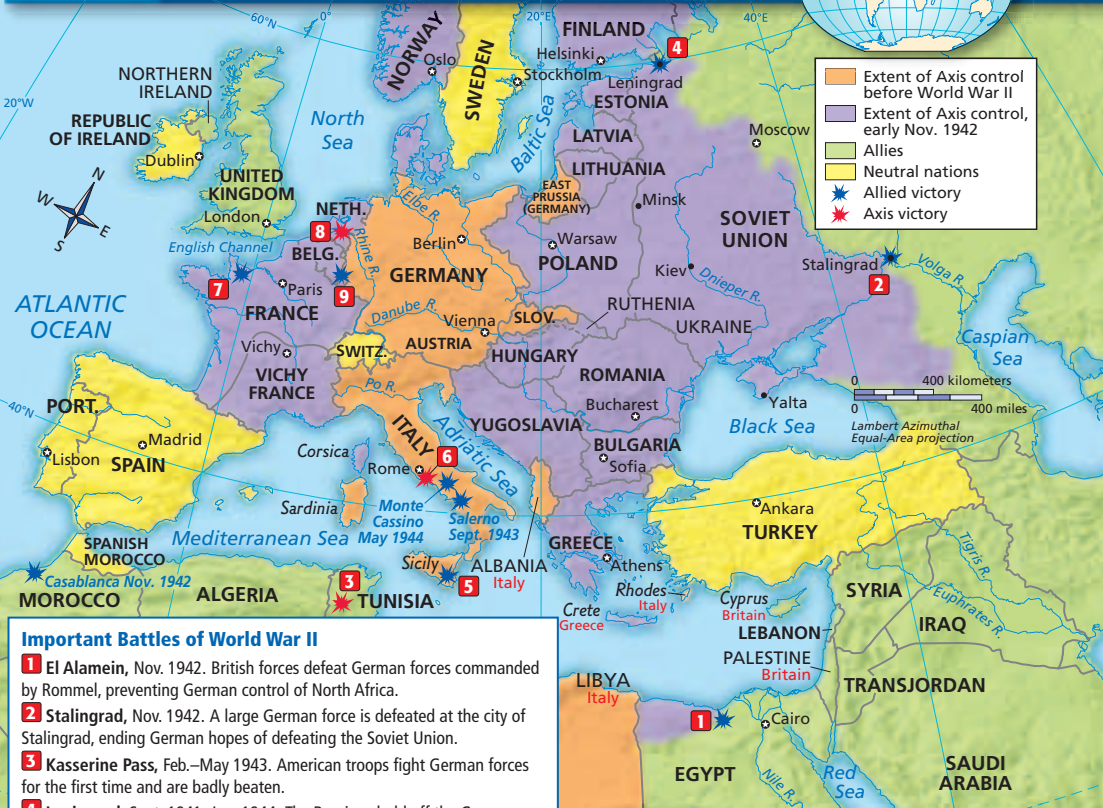 60°N
0°
20°E
40°E
20°W
40°N
FINLAND
NORWAY
SWEDEN
Helsinki
4
Oslo
Stockholm
Leningrad
ESTONIA
NORTHERN
IRELAND
REPUBLIC
OF IRELAND
Dublin
North
Sea
Baltic Sea
LATVIA
LITHUANIA
Moscow
UNITED
KINGDOM
London
N
W
E
S
EAST
PRUSSIA
(GERMANY)
Minsk
SOVIET
UNION
Extent of Axis control
before World War II
Extent of Axis control,
early Nov. 1942
Allies
Neutral nations
Allied victory
Axis victory
NETH.
8
Elbe R.
Rhine R.
Berlin
Warsaw
POLAND
English Channel
BELG.
GERMANY
Kiev
Dnieper R.
Stalingrad
Volga R.
2
7
Paris
9
FRANCE
ATLANTIC
OCEAN
Danube R.
Vienna
SLOV.
RUTHENIA
UKRAINE
Vichy
SWITZ.
AUSTRIA
HUNGARY
Caspian
Sea
VICHY
FRANCE
Po R.
ROMANIA
Bucharest
0
400 kilometers
0
400 miles
Lambert Azimuthal
Equal-Area projection
Yalta
Black Sea
PORT.
Madrid
Lisbon
SPAIN
ITALY
Adriatic Sea
YUGOSLAVIA
BULGARIA
Sofia
Corsica
Rome
6
Sardinia
Monte
Cassino
May 1944
Salerno
Sept. 1943
Ankara
TURKEY
Mediterranean Sea
SPANISH
MOROCCO
GREECE
Athens
Sicily
5
ALBANIA
Italy
Tigris R.
Casablanca Nov. 1942
MOROCCO
ALGERIA
3
TUNISIA
Rhodes
Italy
Crete
Greece
Cyprus
Britain
SYRIA
Euphrates R.
IRAQ
LEBANON
PALESTINE
Britain
TRANSJORDAN
LIBYA
Italy
1
Cairo
EGYPT
Nile R.
Red
Sea
SAUDI
ARABIA
Important Battles of World War II
1 El Alamein, Nov. 1942. British forces defeat German forces commanded
by Rommel, preventing German control of North Africa.
2 Stalingrad, Nov. 1942. A large German force is defeated at the city of
Stalingrad, ending German hopes of defeating the Soviet Union.
3 Kasserine Pass, Feb.–May 1943. American troops fight German forces
for the first time and are badly beaten.